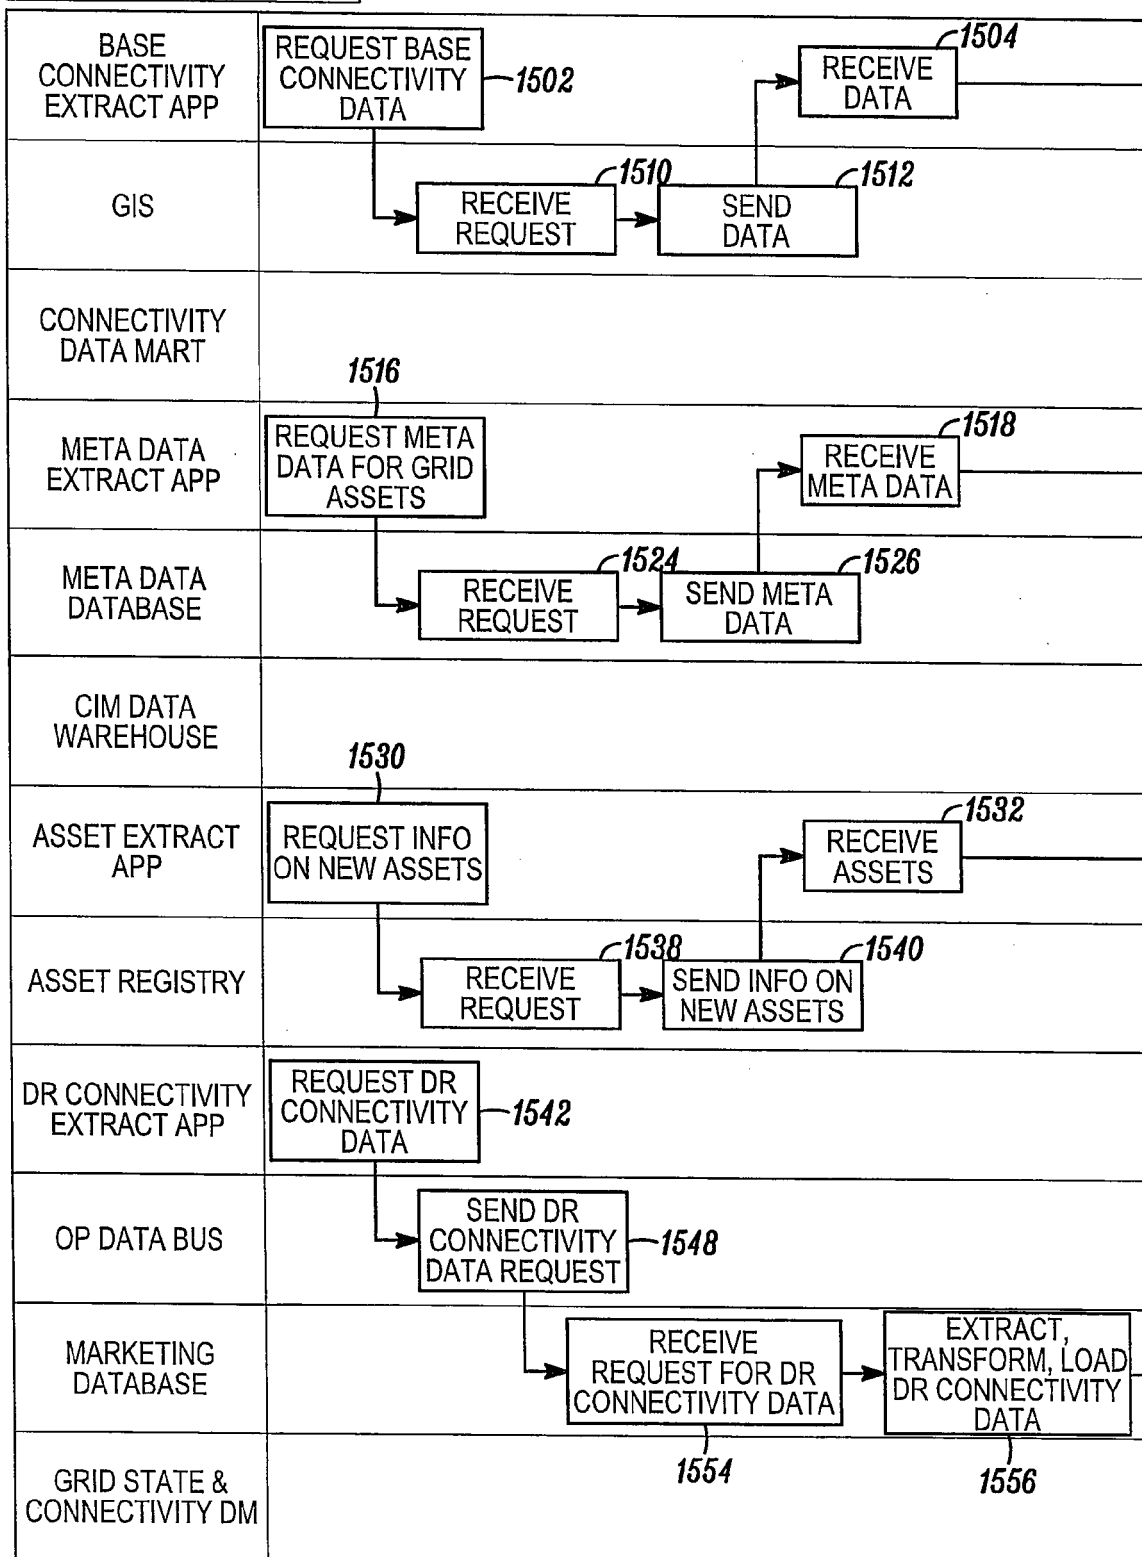 BASE
CONNECTIVITY
EXTRACT APP
REQUEST BASE
CONNECTIVITY
DATA
1502
RECEIVE
DATA
1504
GIS
RECEIVE
REQUEST
1510
SEND
DATA
1512
CONNECTIVITY
DATA MART
META DATA
EXTRACT APP
1516
REQUEST META
DATA FOR GRID
ASSETS
RECEIVE
META DATA
1518
META DATA
DATABASE
RECEIVE
REQUEST
1524
SEND META
DATA
1526
CIM DATA
WAREHOUSE
ASSET EXTRACT
APP
1530
REQUEST INFO
ON NEW ASSETS
RECEIVE
ASSETS
1532
ASSET REGISTRY
RECEIVE
REQUEST
1538
SEND INFO ON
NEW ASSETS
1540
DR CONNECTIVITY
EXTRACT APP
REQUEST DR
CONNECTIVITY
DATA
1542
OP DATA BUS
SEND DR
CONNECTIVITY
DATA REQUEST
1548
MARKETING
DATABASE
RECEIVE
REQUEST FOR DR
CONNECTIVITY DATA
1554
EXTRACT,
TRANSFORM, LOAD
DR CONNECTIVITY
DATA
1556
GRID STATE &
CONNECTIVITY DM